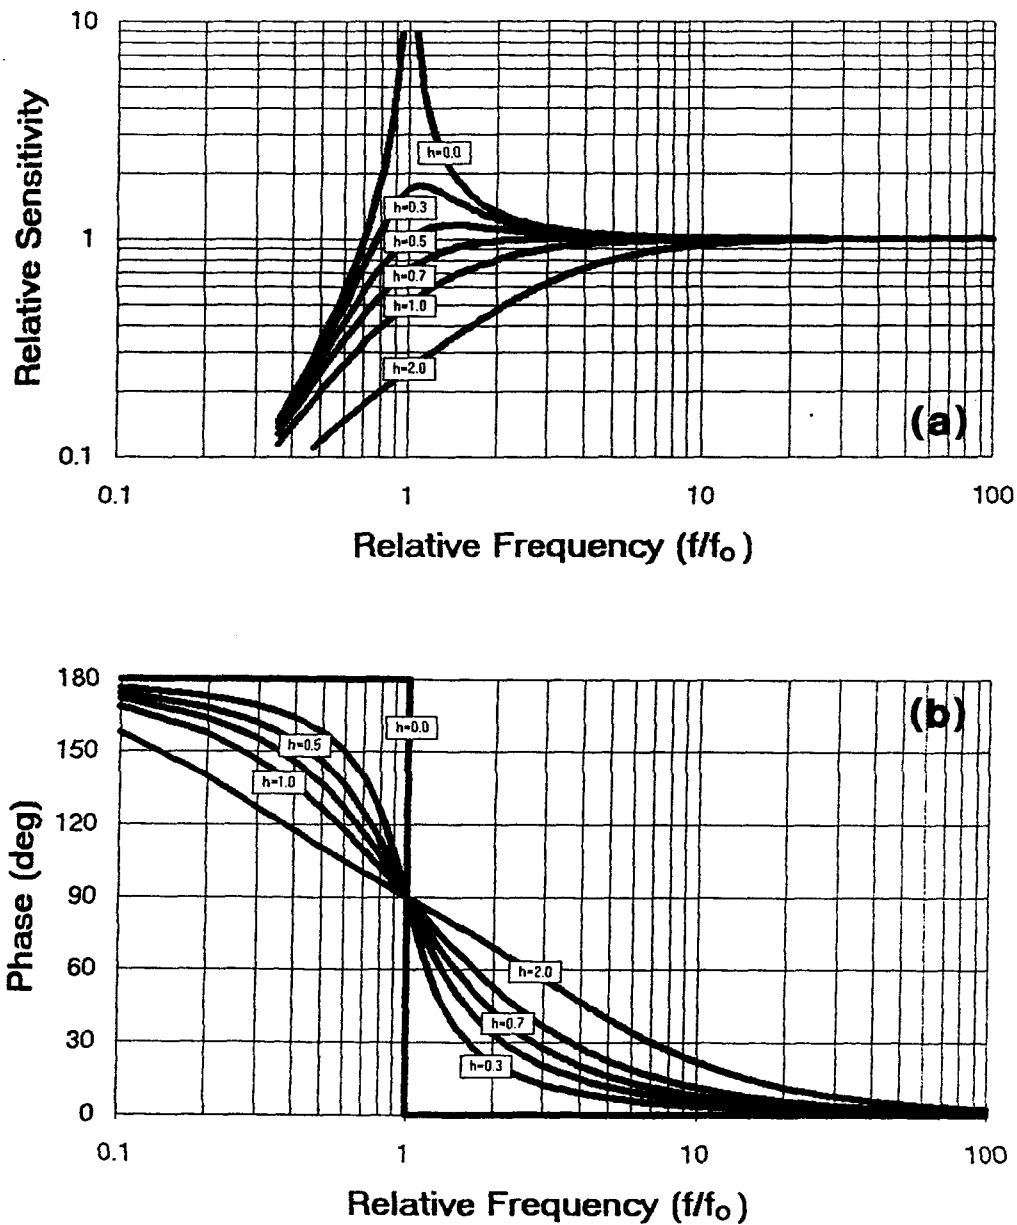 10
1
0.1
Relative Sensitivity
h=0.0
h=0.3
h=0.5
h=0.7
h=1.0
h=2.0
(a)
0.1 1 10 100
Relative Frequency (f/fo)
180
150
120
90
60
30
0
Phase (deg)
(b)
h=0.0
h=0.5
h=1.0
h=2.0
h=0.7
h=0.3
0.1 1 10 100
Relative Frequency (f/fo)